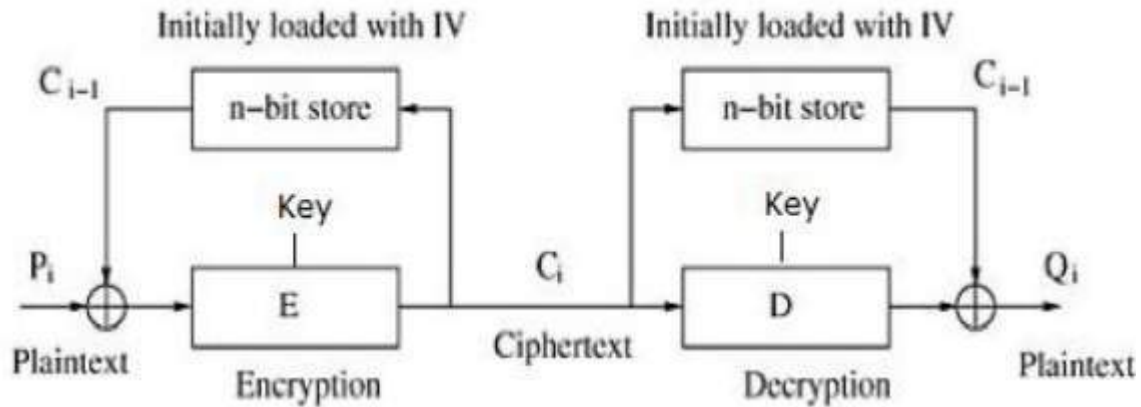 Initially loaded with IV
Initially loaded with IV
C i-1
n-bit store
n-bit store
C i-1
Key
Key
Pi
E
Ci
D
Qi
Plaintext
Ciphertext
Plaintext
Encryption
Decryption